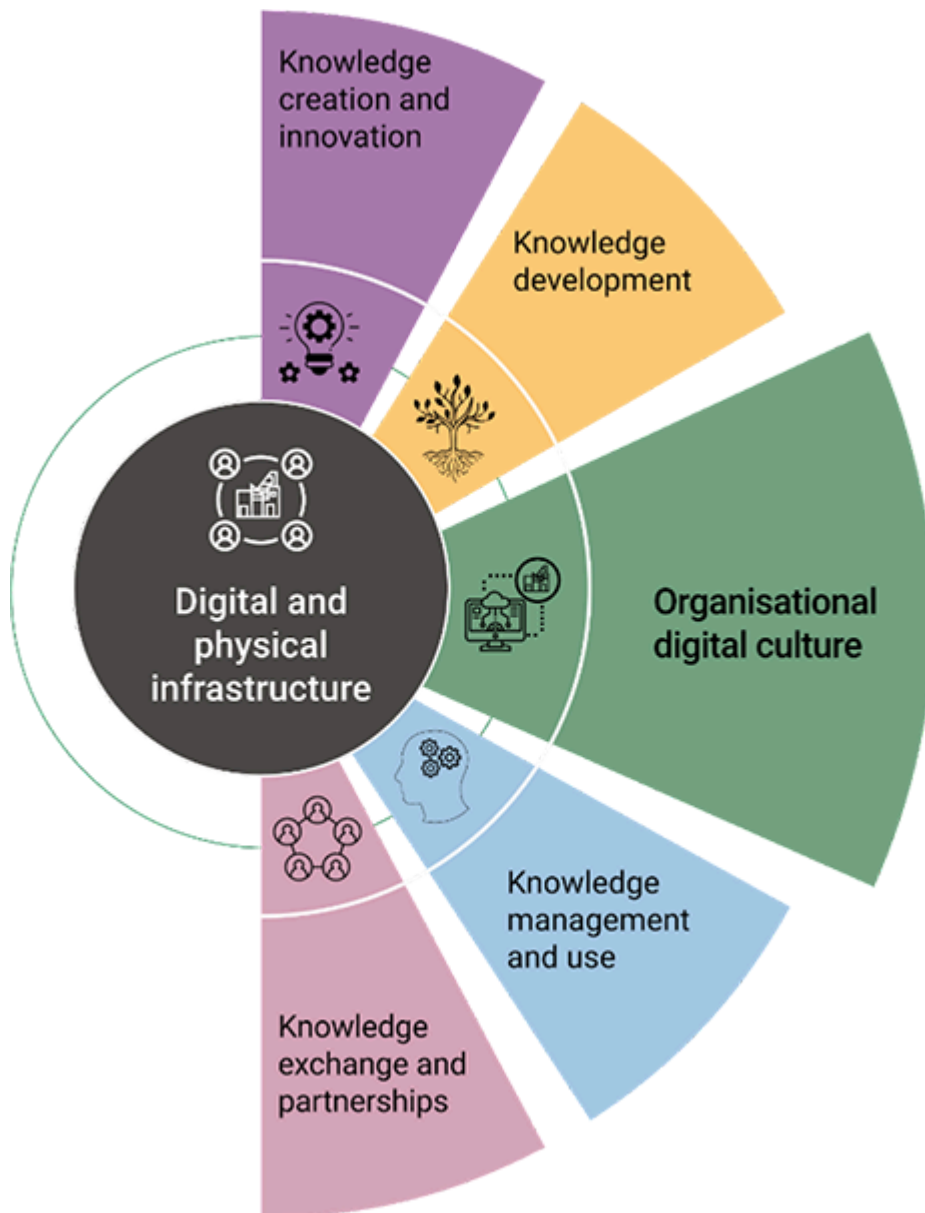 Knowledge
creation and
innovation
Knowledge
development
Digital and
physical
infrastructure
Organisational
digital culture
Knowledge
management
and use
Knowledge
exchange and
partnerships